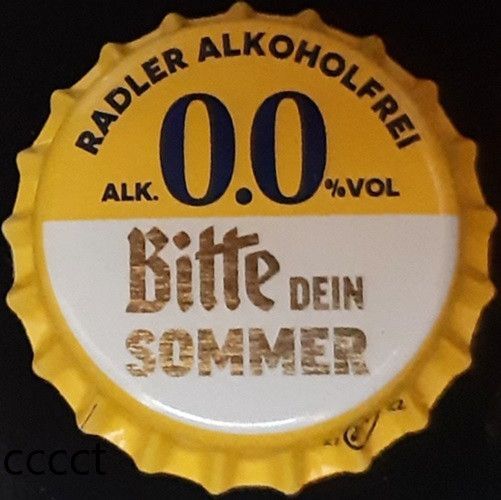 RADLER ALKOHOLFREI
ALK. 0.0 %VOL
Bitte DEIN
SOMMER
cccct